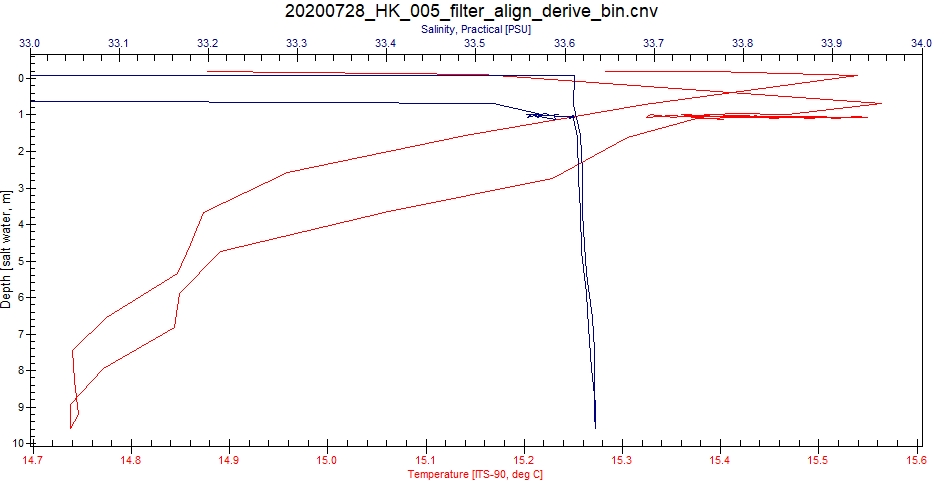 20200728_HK_005_filter_align_derive_bin.cnv
Salinity, Practical [PSU]
33.0 33.1 33.2 33.3 33.4 33.5 33.6 33.7 33.8 33.9 34.0
Depth [salt water, m]
0
1
2
3
4
5
6
7
8
9
10
14.7 14.8 14.9 15.0 15.1 15.2 15.3 15.4 15.5 15.6
Temperature [ITS-90, deg C]